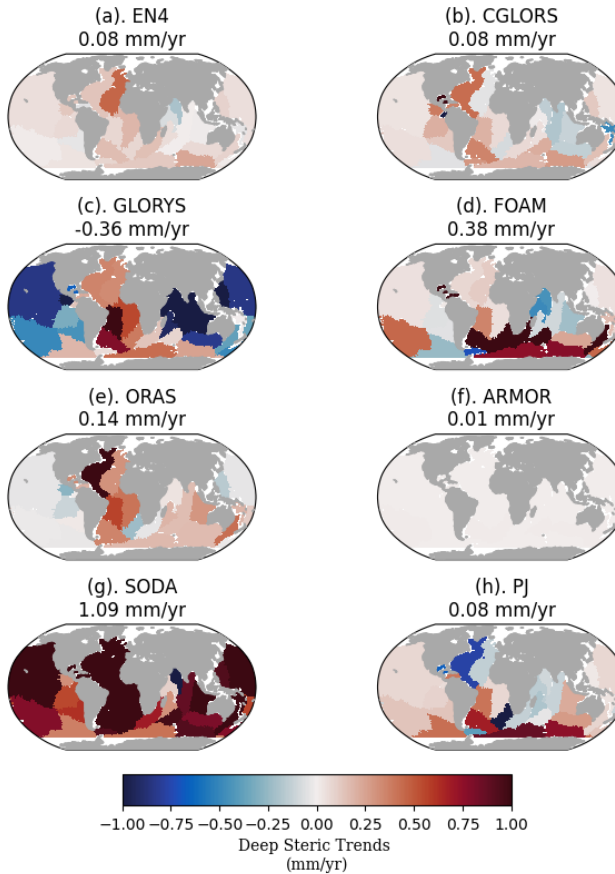 (a). EN4
0.08 mm/yr
(b). CGLORS
0.08 mm/yr
(c). GLORYS
-0.36 mm/yr
(d). FOAM
0.38 mm/yr
(e). ORAS
0.14 mm/yr
(f). ARMOR
0.01 mm/yr
(g). SODA
1.09 mm/yr
(h). PJ
0.08 mm/yr
−1.00 −0.75 −0.50 −0.25 0.00 0.25 0.50 0.75 1.00
Deep Steric Trends
(mm/yr)